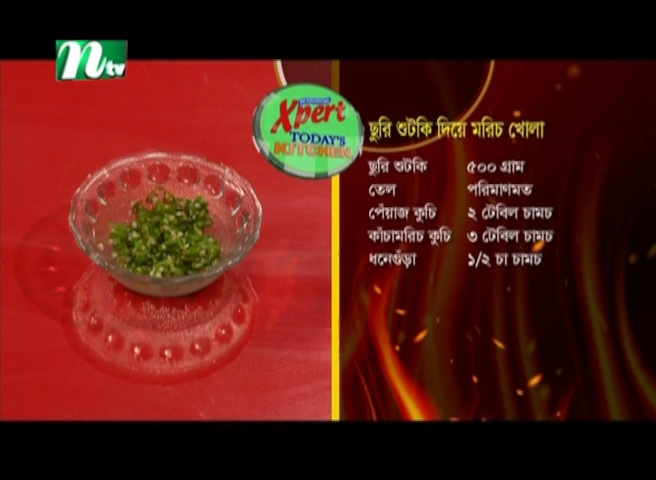 ntv
Xpert
TODAY'S
KITCHEN
ছুরি শুটকি দিয়ে মরিচ খোলা
ছুরি শুটকি ৫০০ গ্রাম
তেল পরিমাণমত
পেঁয়াজ কুচি ২ টেবিল চামচ
কাঁচামরিচ কুচি ৩ টেবিল চামচ
ধনেগুঁড়া ১/২ চা চামচ